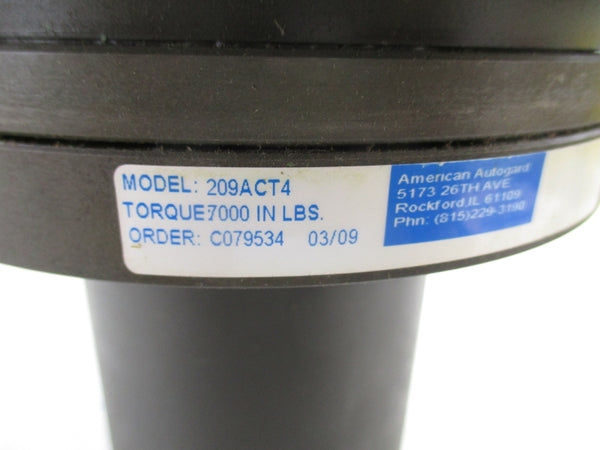 MODEL: 209ACT4
TORQUE7000 IN LBS.
ORDER: C079534 03/09
American Autogard
5173 26TH AVE
Rockford,IL 61109
Phn: (815)229-3190